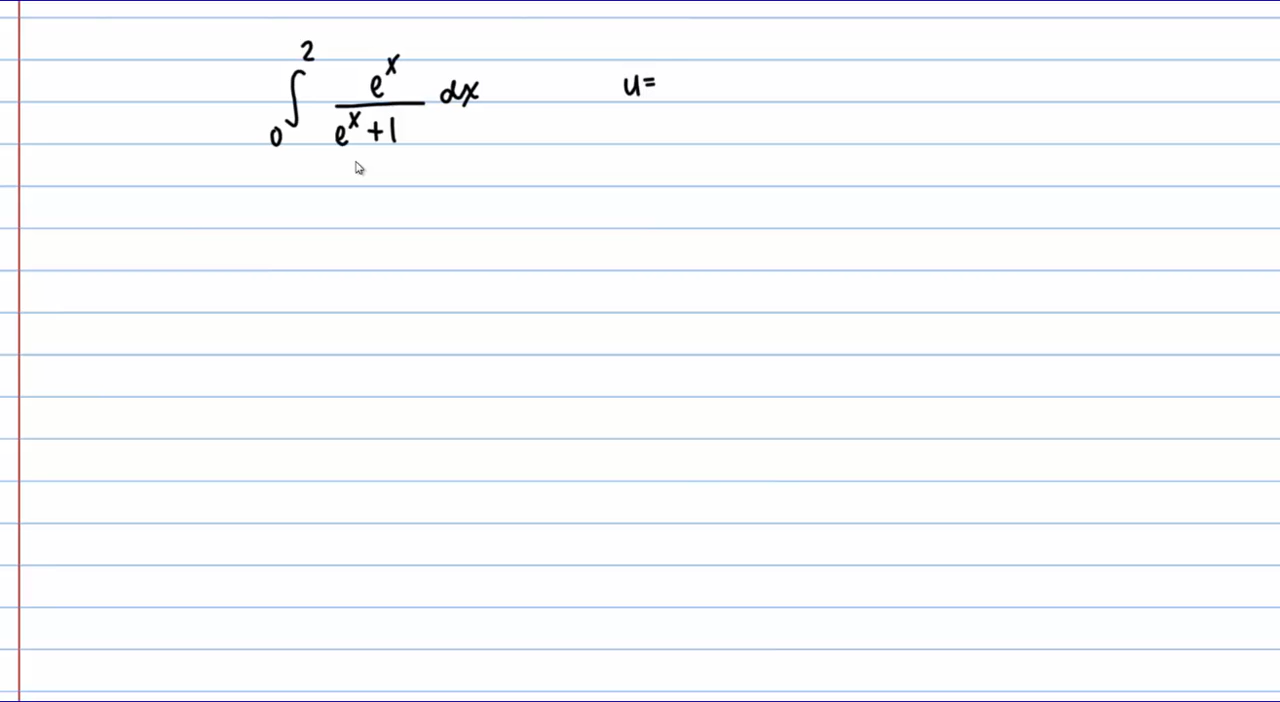 ∫₀² eˣ/(eˣ+1) dx u=